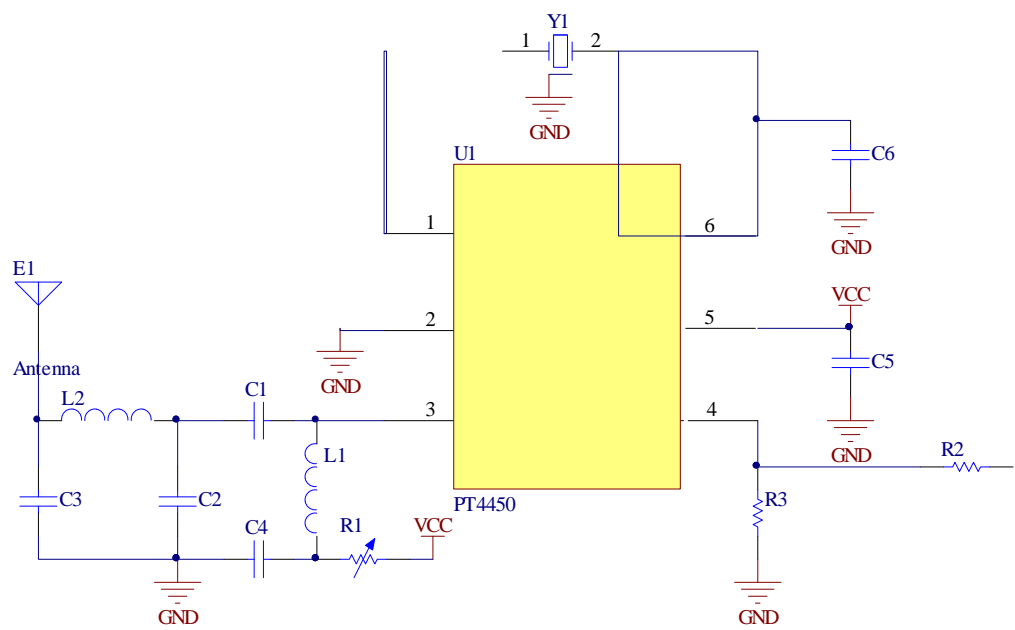 Y1
1 2
GND
U1
C6
1
6
GND
E1
VCC
2
5
Antenna
GND
C5
L2
C1
3
4
GND
R2
L1
C3
C2
R3
PT4450
C4
R1
VCC
GND
GND